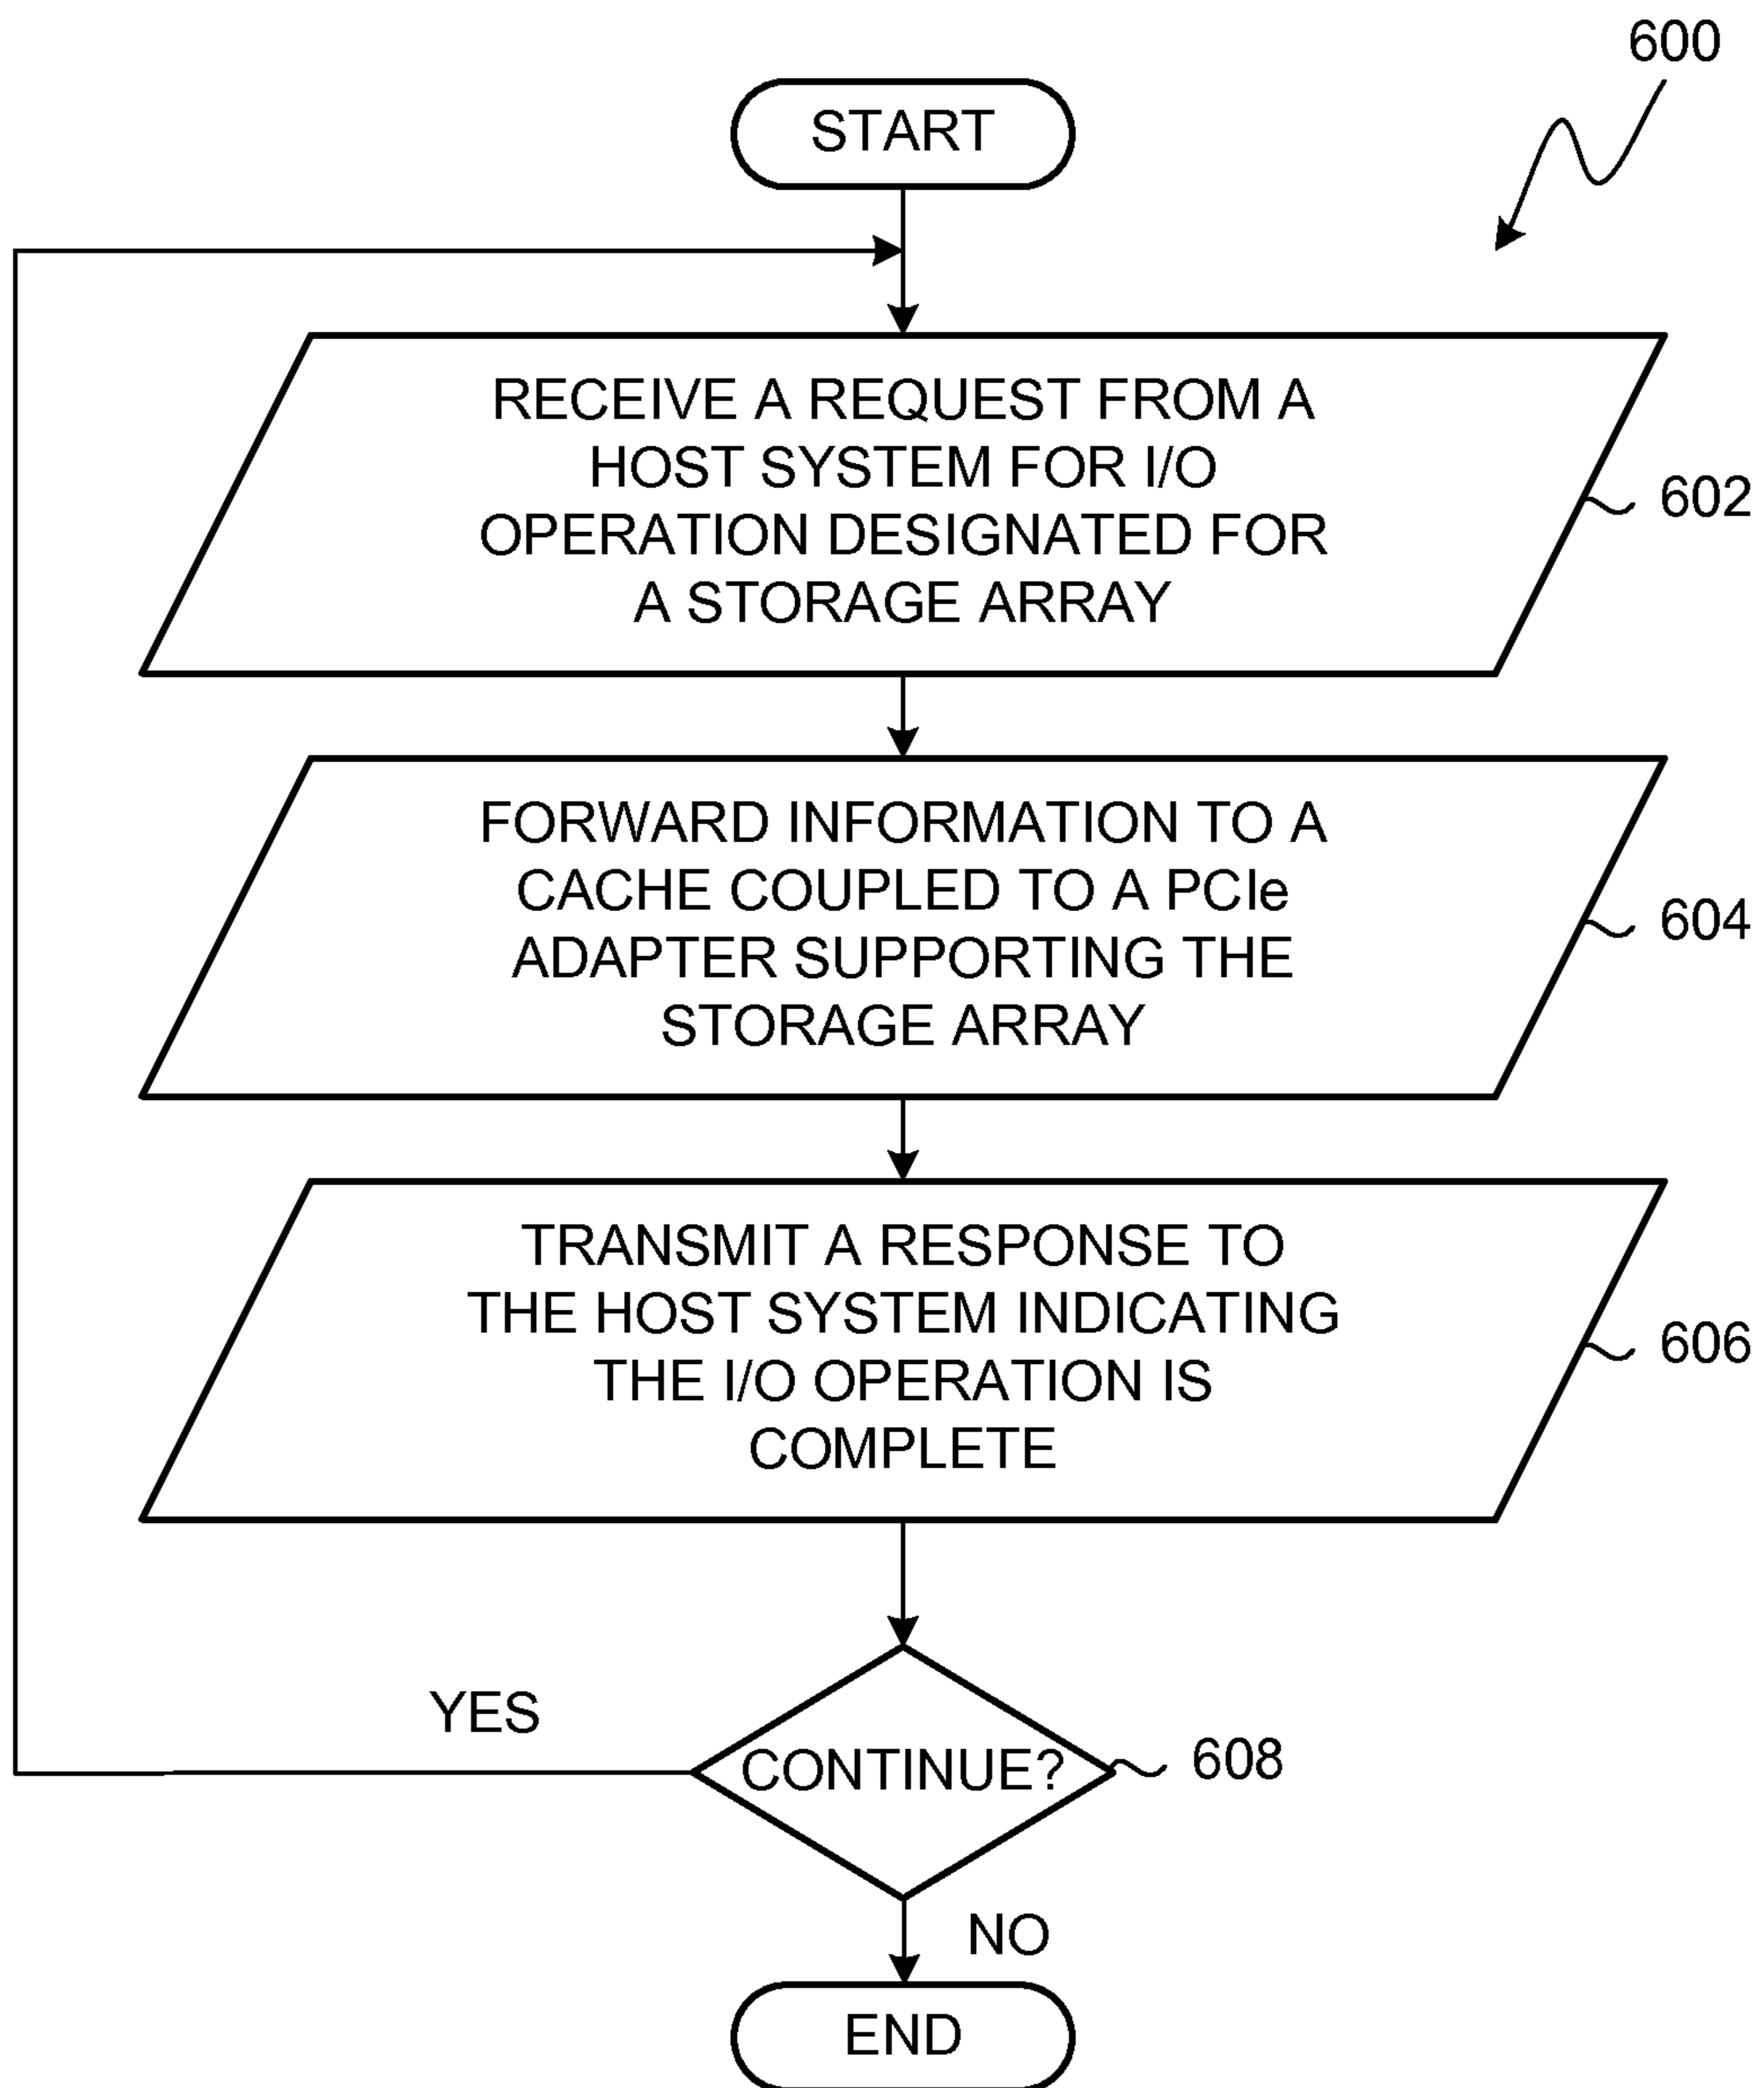 600
START
RECEIVE A REQUEST FROM A
HOST SYSTEM FOR I/O
OPERATION DESIGNATED FOR
A STORAGE ARRAY
602
FORWARD INFORMATION TO A
CACHE COUPLED TO A PCIe
ADAPTER SUPPORTING THE
STORAGE ARRAY
604
TRANSMIT A RESPONSE TO
THE HOST SYSTEM INDICATING
THE I/O OPERATION IS
COMPLETE
606
YES
CONTINUE?
608
NO
END